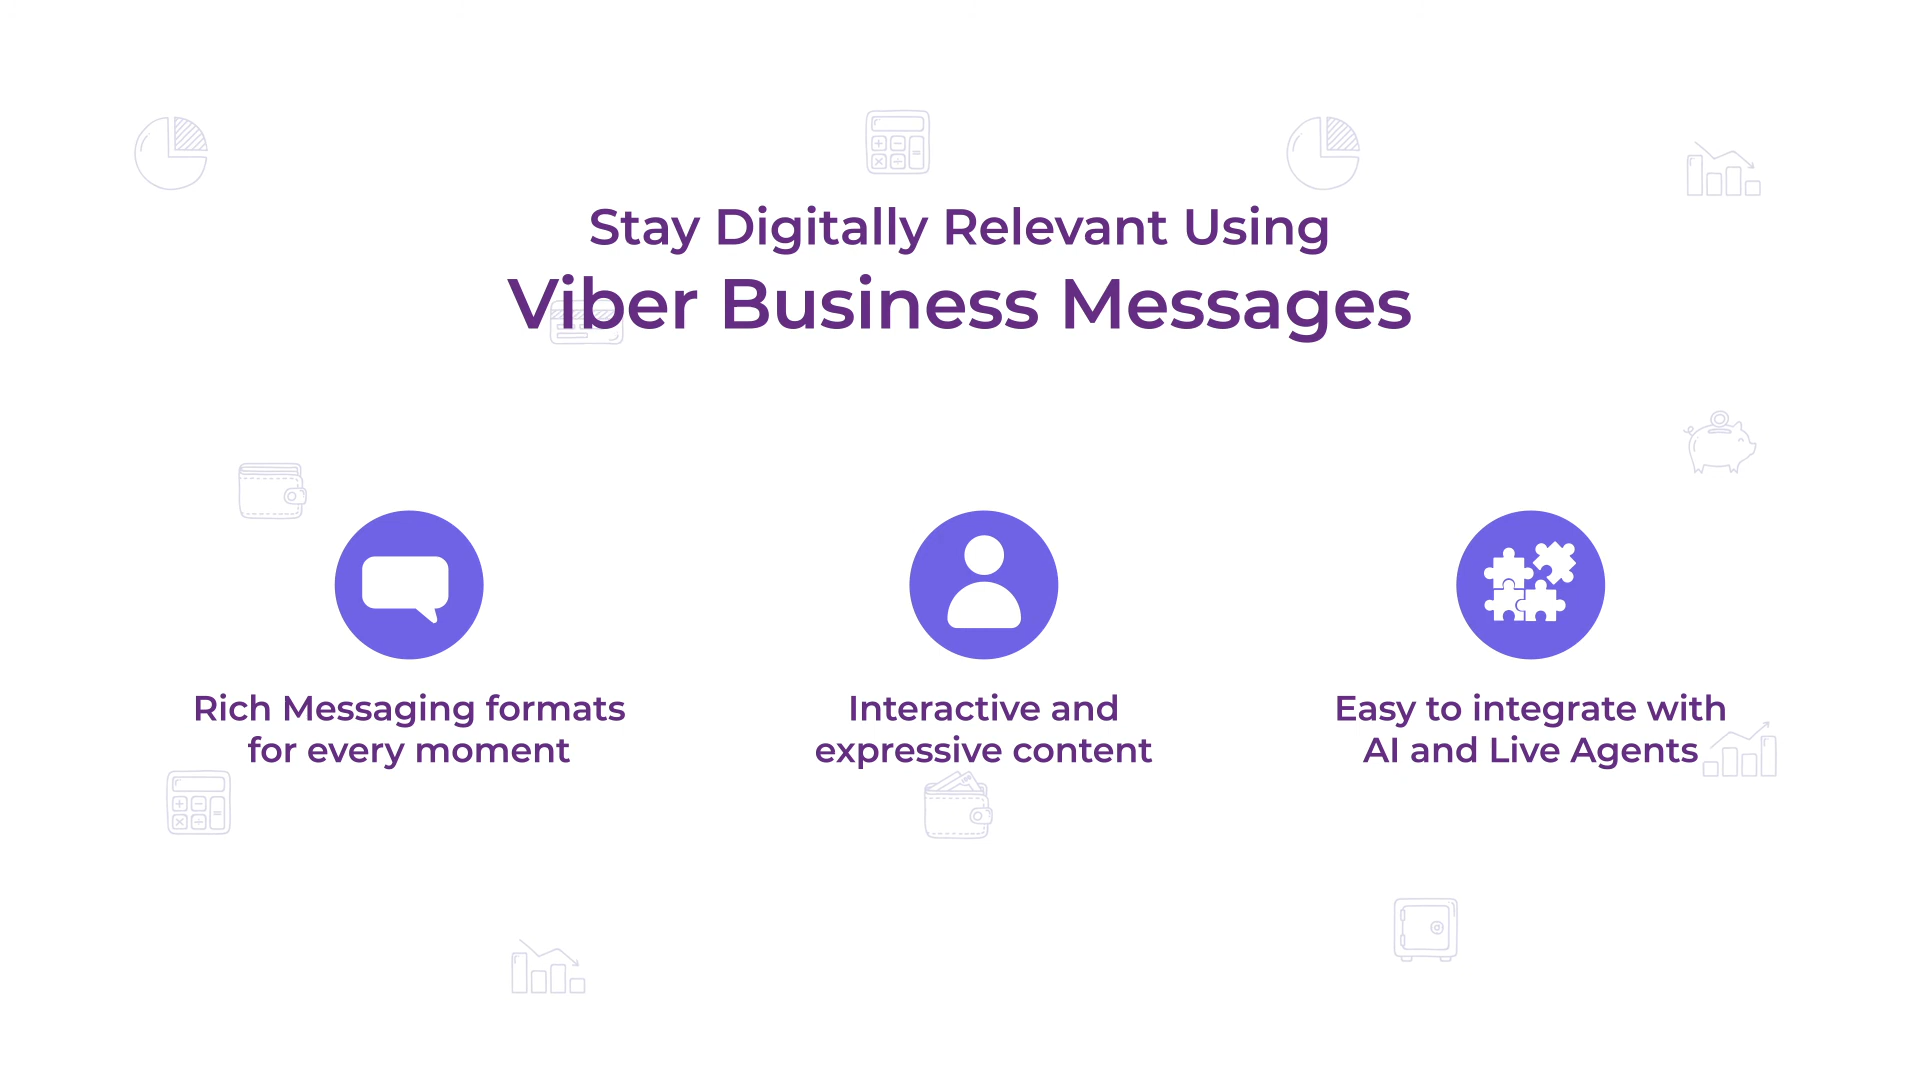 Stay Digitally Relevant Using
Viber Business Messages
Rich Messaging formats
for every moment
Interactive and
expressive content
Easy to integrate with
AI and Live Agents